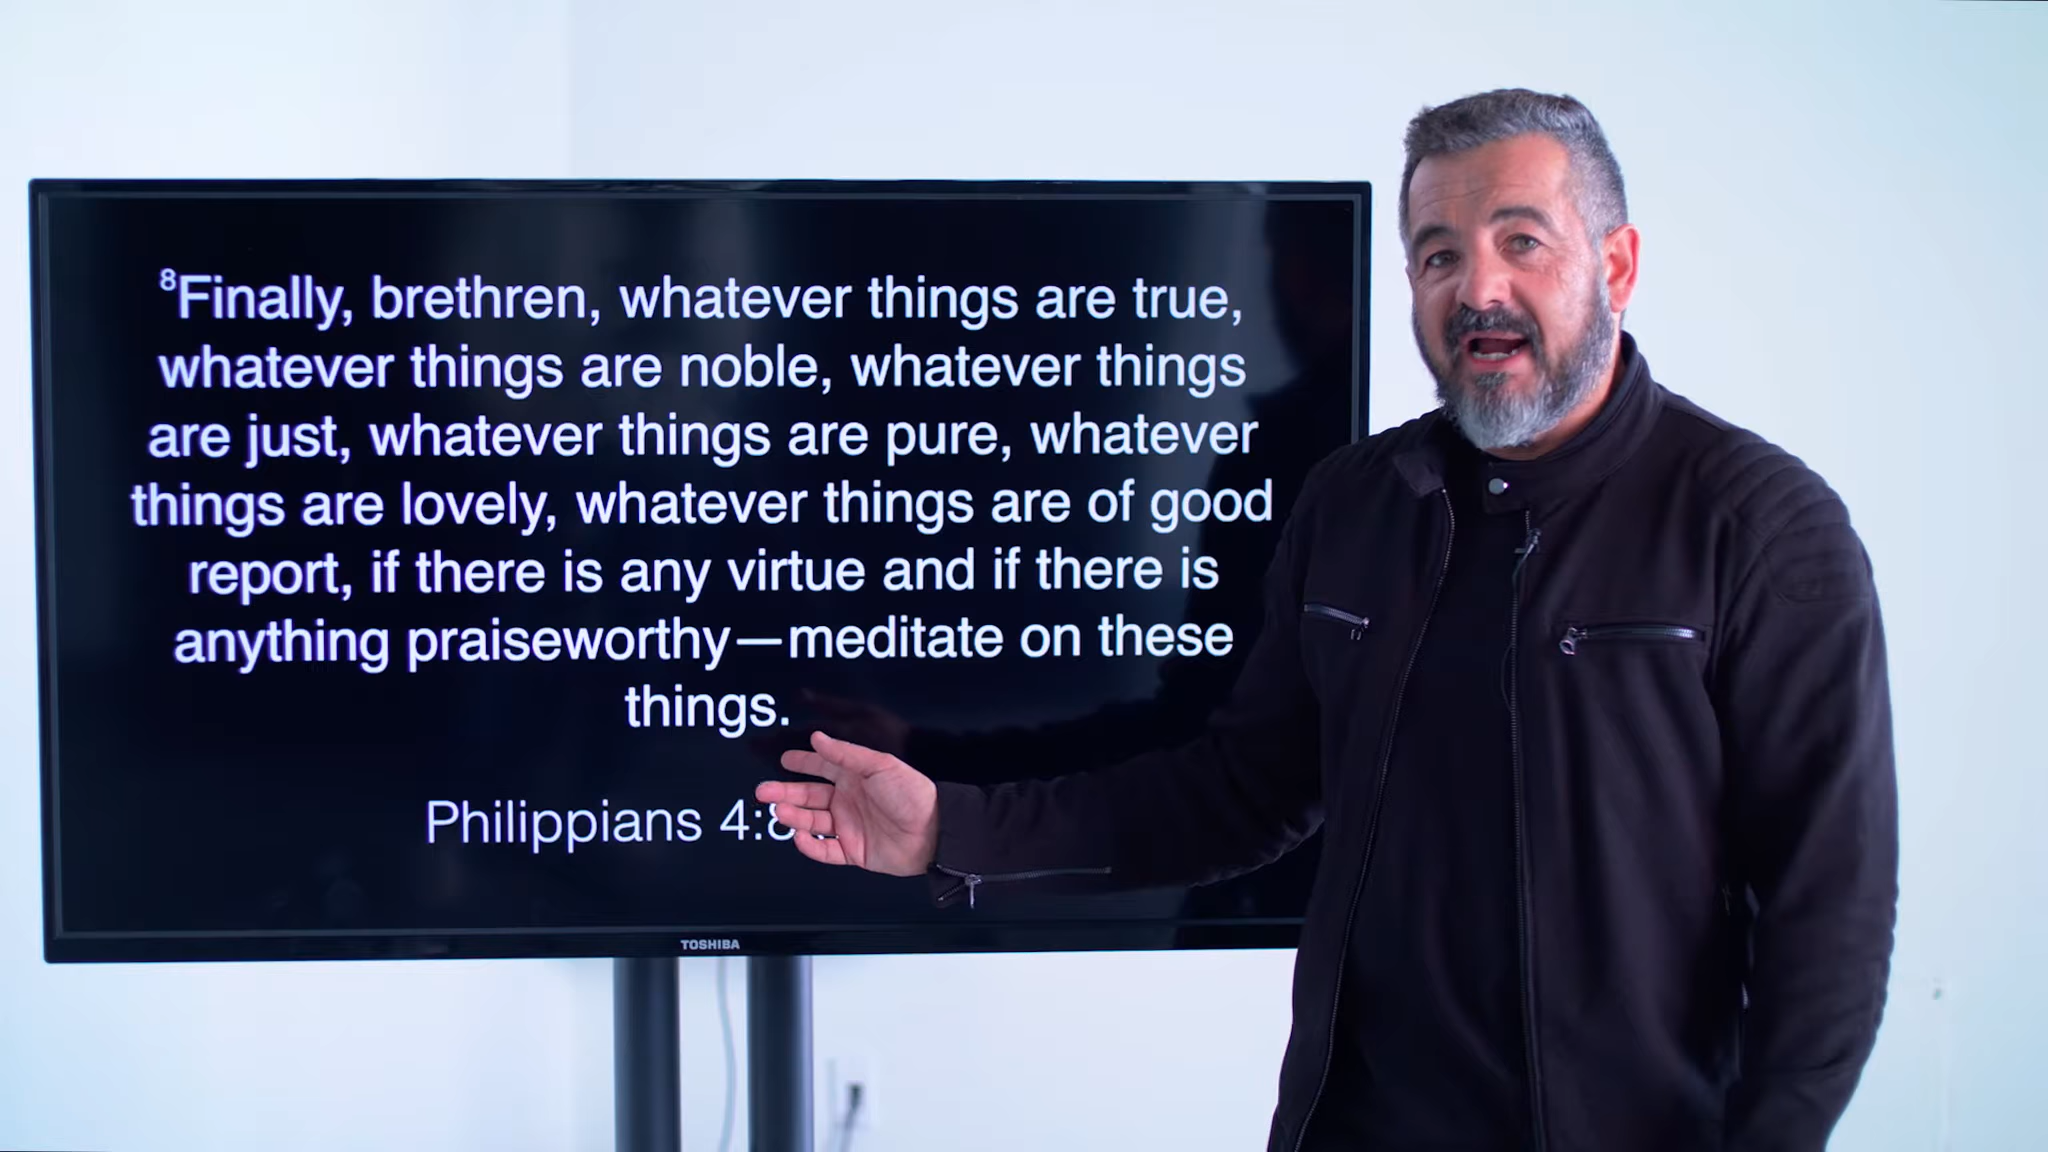 ⁸Finally, brethren, whatever things are true,
whatever things are noble, whatever things
are just, whatever things are pure, whatever
things are lovely, whatever things are of good
report, if there is any virtue and if there is
anything praiseworthy—meditate on these
things.
Philippians 4:8
TOSHIBA